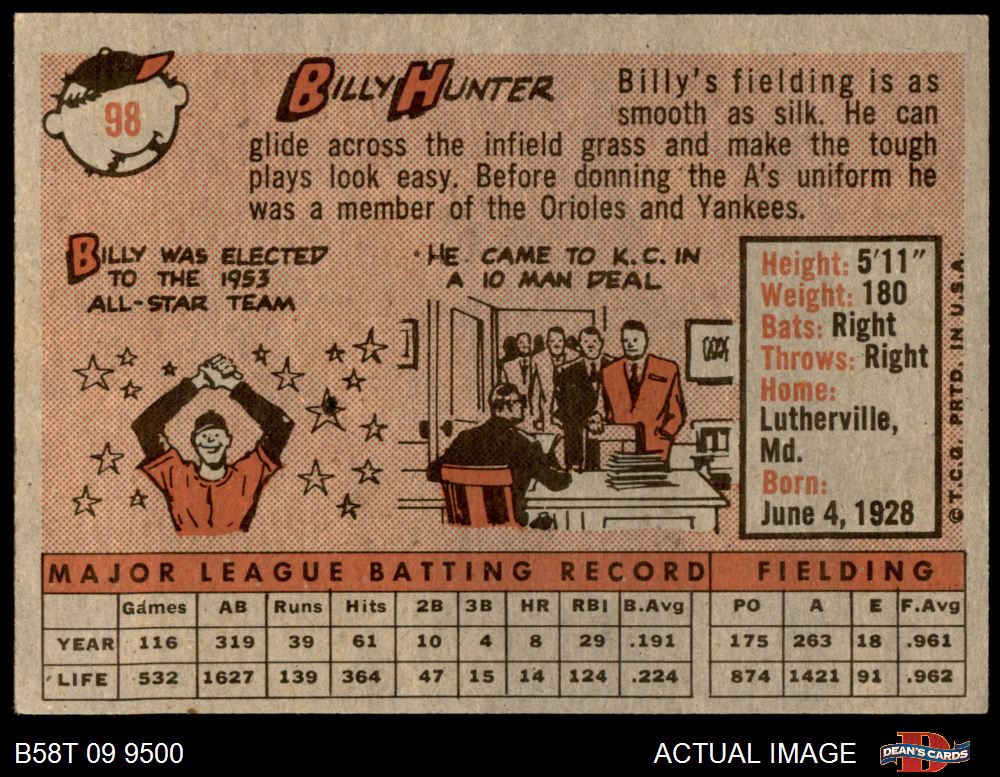 98
BILLY HUNTER
Billy's fielding is as
smooth as silk. He can
glide across the infield grass and make the tough
plays look easy. Before donning the A's uniform he
was a member of the Orioles and Yankees.
BILLY WAS ELECTED
TO THE 1953
ALL-STAR TEAM
HE CAME TO K.C. IN
A 10 MAN DEAL
Height: 5'11"
Weight: 180
Bats: Right
Throws: Right
Home:
Lutherville,
Md.
Born:
June 4, 1928
© T.C.G. PRTD. IN U.S.A.
MAJOR LEAGUE BATTING RECORD FIELDING
Games AB Runs Hits 2B 3B HR RBI B.Avg PO A E F.Avg
YEAR 116 319 39 61 10 4 8 29 .191 175 263 18 .961
LIFE 532 1627 139 364 47 15 14 124 .224 874 1421 91 .962
B58T 09 9500
ACTUAL IMAGE
DEAN'S CARDS